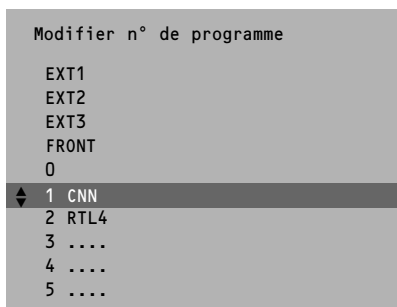 Modifier n° de programme
EXT1
EXT2
EXT3
FRONT
0
1 CNN
2 RTL4
3 ....
4 ....
5 ....